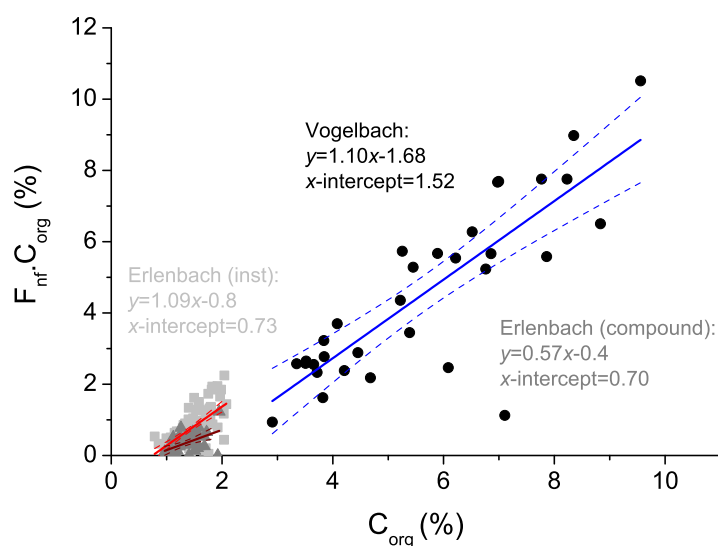 12
10
8
6
4
2
0
F_nf.C_org (%)
Vogelbach:
y=1.10x-1.68
x-intercept=1.52
Erlenbach (inst):
y=1.09x-0.8
x-intercept=0.73
Erlenbach (compound):
y=0.57x-0.4
x-intercept=0.70
0 2 4 6 8 10
C_org (%)